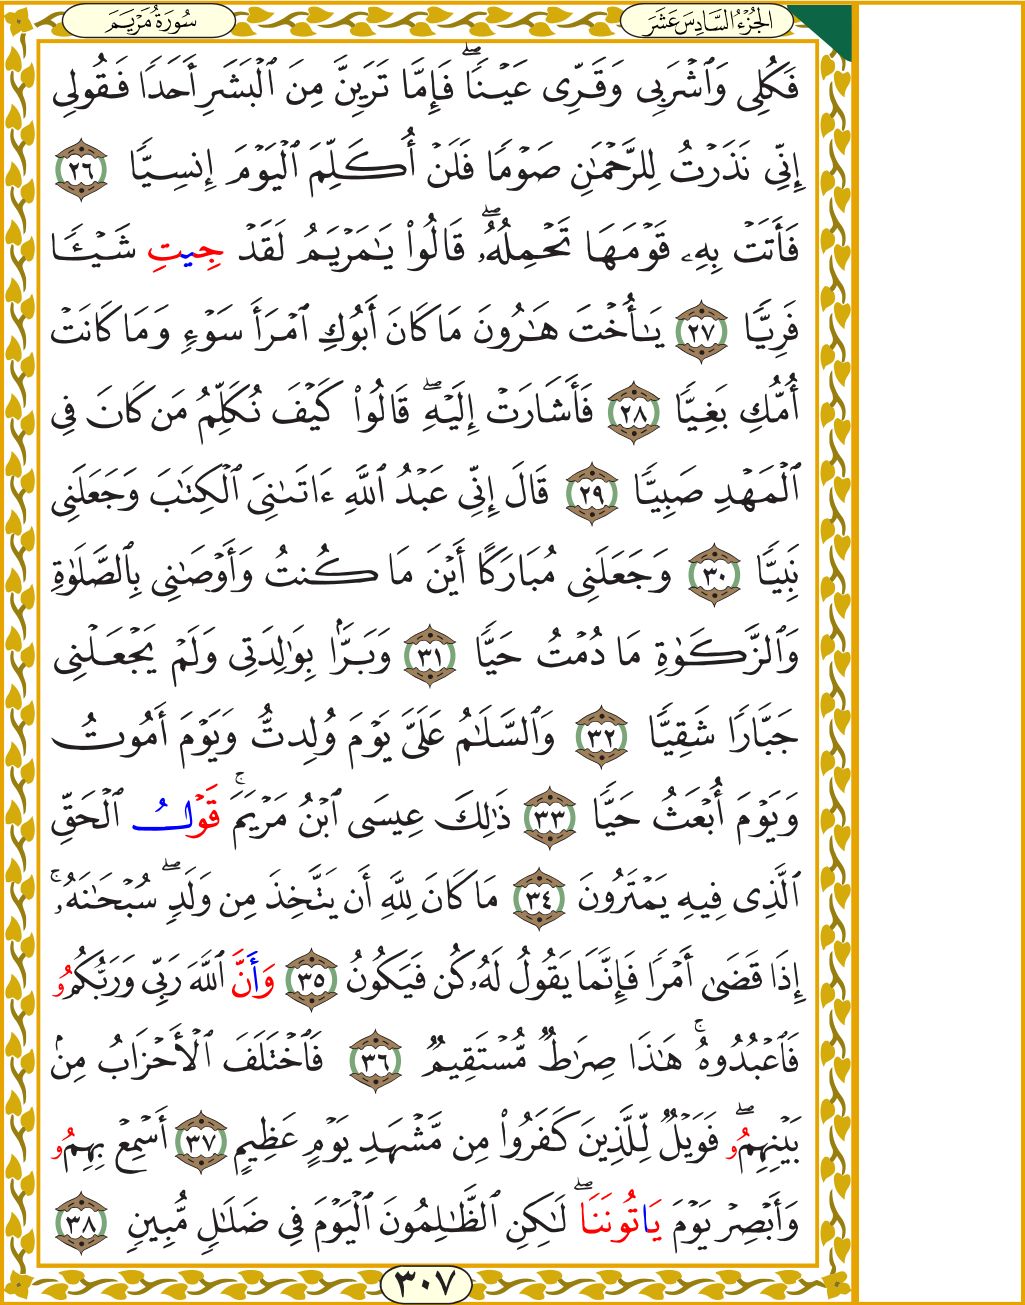 الجُزْءُ السَّادِسَ عَشَرَ
سُورَةُ مَرْيَمَ
فَكُلِى وَٱشْرَبِى وَقَرِّى عَيْنًاۖ فَإِمَّا تَرَيِنَّ مِنَ ٱلْبَشَرِ أَحَدًا فَقُولِى
إِنِّى نَذَرْتُ لِلرَّحْمَٰنِ صَوْمًا فَلَنْ أُكَلِّمَ ٱلْيَوْمَ إِنسِيًّا ٢٦
فَأَتَتْ بِهِۦ قَوْمَهَا تَحْمِلُهُۥۖ قَالُوا۟ يَٰمَرْيَمُ لَقَدْ جِيتِ شَيْـًٔا
فَرِيًّا ٢٧ يَٰٓأُخْتَ هَٰرُونَ مَا كَانَ أَبُوكِ ٱمْرَأَ سَوْءٍ وَمَا كَانَتْ
أُمُّكِ بَغِيًّا ٢٨ فَأَشَارَتْ إِلَيْهِۖ قَالُوا۟ كَيْفَ نُكَلِّمُ مَن كَانَ فِى
ٱلْمَهْدِ صَبِيًّا ٢٩ قَالَ إِنِّى عَبْدُ ٱللَّهِ ءَاتَىٰنِىَ ٱلْكِتَٰبَ وَجَعَلَنِى
نَبِيًّا ٣٠ وَجَعَلَنِى مُبَارَكًا أَيْنَ مَا كُنتُ وَأَوْصَٰنِى بِٱلصَّلَوٰةِ
وَٱلزَّكَوٰةِ مَا دُمْتُ حَيًّا ٣١ وَبَرًّۢا بِوَٰلِدَتِى وَلَمْ يَجْعَلْنِى
جَبَّارًا شَقِيًّا ٣٢ وَٱلسَّلَٰمُ عَلَىَّ يَوْمَ وُلِدتُّ وَيَوْمَ أَمُوتُ
وَيَوْمَ أُبْعَثُ حَيًّا ٣٣ ذَٰلِكَ عِيسَى ٱبْنُ مَرْيَمَۚ قَوْلُ ٱلْحَقِّ
ٱلَّذِى فِيهِ يَمْتَرُونَ ٣٤ مَا كَانَ لِلَّهِ أَن يَتَّخِذَ مِن وَلَدٍۖ سُبْحَٰنَهُۥٓۚ
إِذَا قَضَىٰٓ أَمْرًا فَإِنَّمَا يَقُولُ لَهُۥ كُن فَيَكُونُ ٣٥ وَأَنَّ ٱللَّهَ رَبِّى وَرَبُّكُمُۥ
فَٱعْبُدُوهُۚ هَٰذَا صِرَٰطٌ مُّسْتَقِيمٌ ٣٦ فَٱخْتَلَفَ ٱلْأَحْزَابُ مِنۢ
بَيْنِهِمُۥۖ فَوَيْلٌ لِّلَّذِينَ كَفَرُوا۟ مِن مَّشْهَدِ يَوْمٍ عَظِيمٍ ٣٧ أَسْمِعْ بِهِمُۥ
وَأَبْصِرْ يَوْمَ يَاتُونَنَاۖ لَٰكِنِ ٱلظَّٰلِمُونَ ٱلْيَوْمَ فِى ضَلَٰلٍ مُّبِينٍ ٣٨
٣٠٧